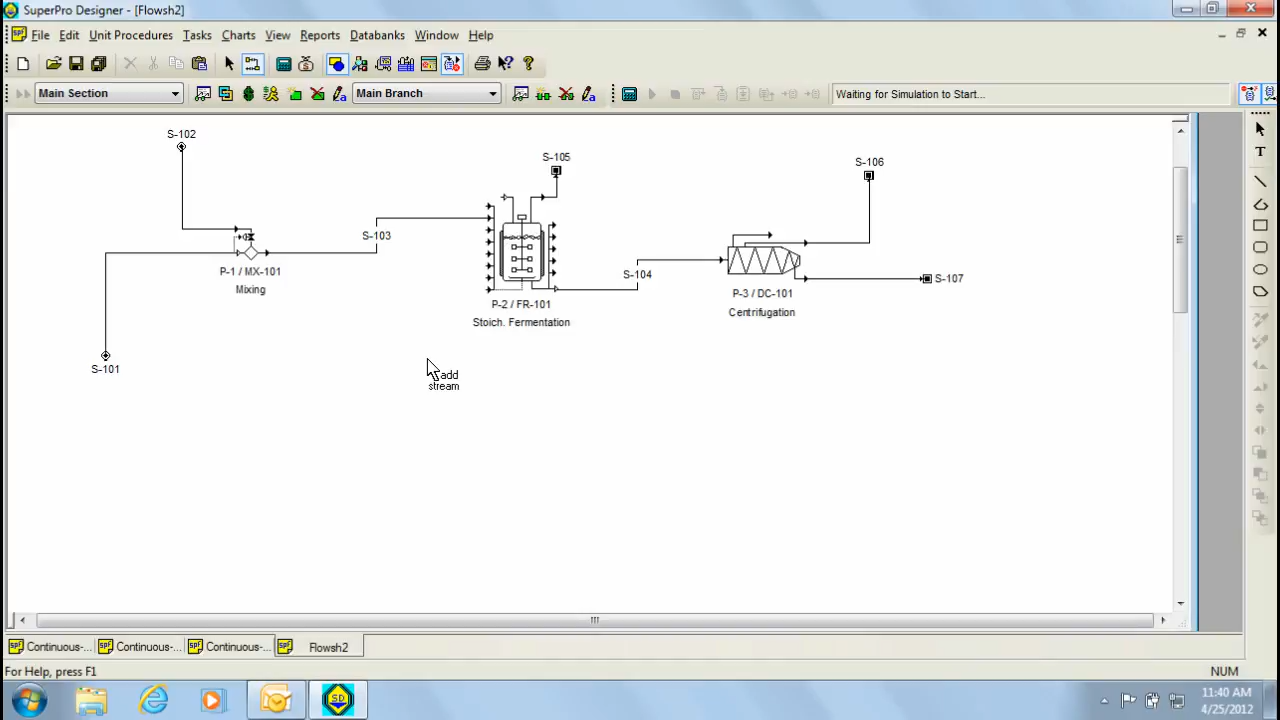 SuperPro Designer - [Flowsh2]
File Edit Unit Procedures Tasks Charts View Reports Databanks Window Help
Main Section Main Branch Waiting for Simulation to Start...
S-102
S-105
S-106
S-103
S-104
S-107
P-1 / MX-101
Mixing
P-2 / FR-101
Stoich. Fermentation
P-3 / DC-101
Centrifugation
S-101
add
stream
Continuous-... Continuous-... Continuous-... Flowsh2
For Help, press F1 NUM
11:40 AM
4/25/2012